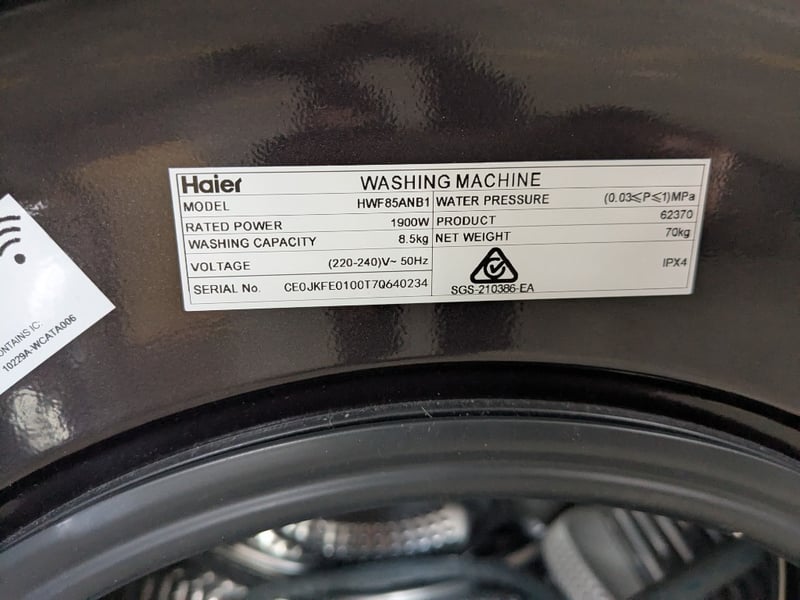 Haier WASHING MACHINE
MODEL HWF85ANB1 WATER PRESSURE (0.03≤P≤1)MPa
RATED POWER 1900W PRODUCT 62370
WASHING CAPACITY 8.5kg NET WEIGHT 70kg
VOLTAGE (220-240)V~ 50Hz IPX4
SERIAL No. CE0JKFE0100T7Q640234 SGS-210386-EA
ONTAINS IC:
10229A-WCATA006